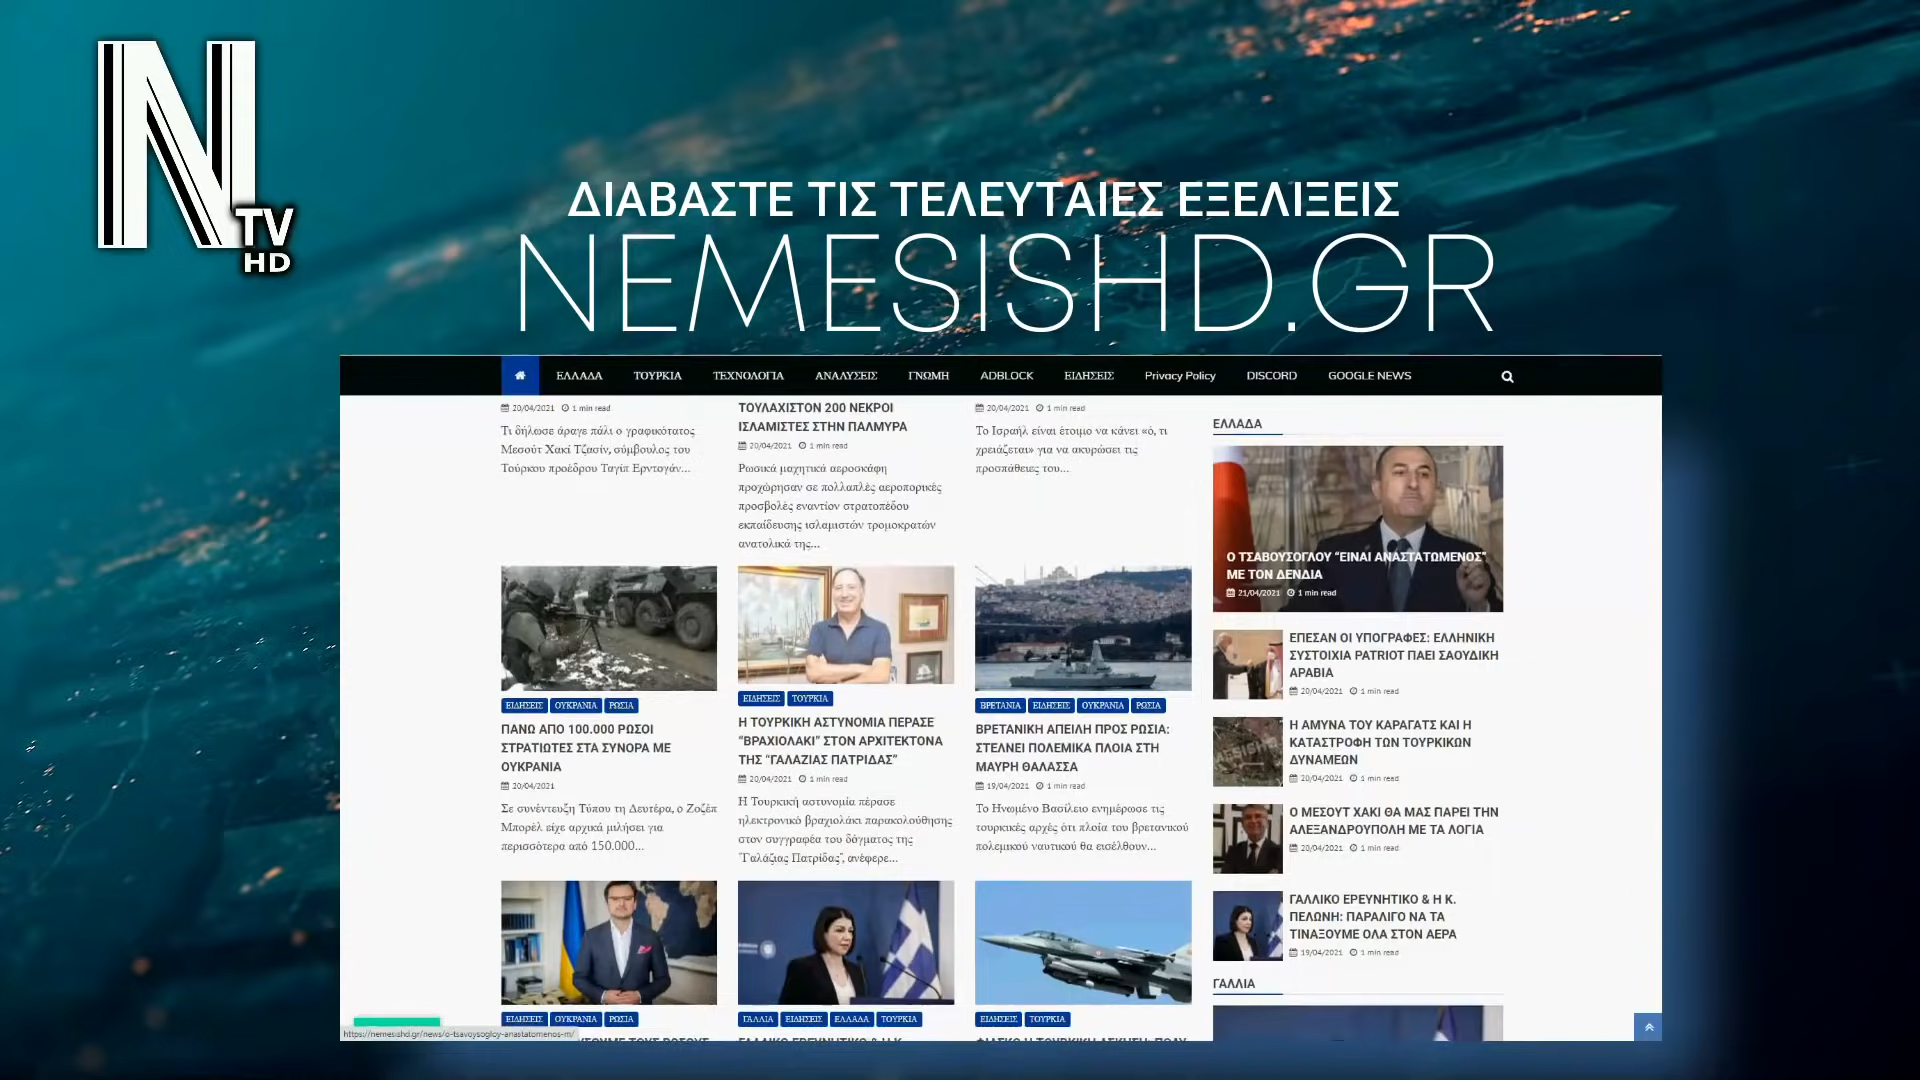 N
TV
HD
ΔΙΑΒΑΣΤΕ ΤΙΣ ΤΕΛΕΥΤΑΙΕΣ ΕΞΕΛΙΞΕΙΣ
NEMESISHD.GR
ΕΛΛΑΔΑ ΤΟΥΡΚΙΑ ΤΕΧΝΟΛΟΓΙΑ ΑΝΑΛΥΣΕΙΣ ΓΝΩΜΗ ADBLOCK ΕΙΔΗΣΕΙΣ Privacy Policy DISCORD GOOGLE NEWS
20/04/2021 1 min read
Τι δήλωσε άραγε πάλι ο γραφικότατος
Μεσούτ Χακί Τζασίν, σύμβουλος του
Τούρκου προέδρου Ταγίπ Ερντογάν...
ΤΟΥΛΑΧΙΣΤΟΝ 200 ΝΕΚΡΟΙ
ΙΣΛΑΜΙΣΤΕΣ ΣΤΗΝ ΠΑΛΜΥΡΑ
20/04/2021 1 min read
Ρωσικά μαχητικά αεροσκάφη
προχώρησαν σε πολλαπλές αεροπορικές
προσβολές εναντίον στρατοπέδου
εκπαίδευσης ισλαμιστών τρομοκρατών
ανατολικά της...
20/04/2021 1 min read
Το Ισραήλ είναι έτοιμο να κάνει «ό, τι
χρειάζεται» για να ακυρώσει τις
προσπάθειες του...
ΕΙΔΗΣΕΙΣ ΟΥΚΡΑΝΙΑ ΡΩΣΙΑ
ΠΑΝΩ ΑΠΟ 100.000 ΡΩΣΟΙ
ΣΤΡΑΤΙΩΤΕΣ ΣΤΑ ΣΥΝΟΡΑ ΜΕ
ΟΥΚΡΑΝΙΑ
20/04/2021
Σε συνέντευξη Τύπου τη Δευτέρα, ο Ζοζέπ
Μπορέλ είχε αρχικά μιλήσει για
περισσότερα από 150.000...
ΕΙΔΗΣΕΙΣ ΤΟΥΡΚΙΑ
Η ΤΟΥΡΚΙΚΗ ΑΣΤΥΝΟΜΙΑ ΠΕΡΑΣΕ
“ΒΡΑΧΙΟΛΑΚΙ” ΣΤΟΝ ΑΡΧΙΤΕΚΤΟΝΑ
ΤΗΣ “ΓΑΛΑΖΙΑΣ ΠΑΤΡΙΔΑΣ”
20/04/2021 1 min read
Η Τουρκική αστυνομία πέρασε
ηλεκτρονικό βραχιολάκι παρακολούθησης
στον συγγραφέα του δόγματος της
"Γαλάζιας Πατρίδας", ανέφερε...
ΒΡΕΤΑΝΙΑ ΕΙΔΗΣΕΙΣ ΟΥΚΡΑΝΙΑ ΡΩΣΙΑ
ΒΡΕΤΑΝΙΚΗ ΑΠΕΙΛΗ ΠΡΟΣ ΡΩΣΙΑ:
ΣΤΕΛΝΕΙ ΠΟΛΕΜΙΚΑ ΠΛΟΙΑ ΣΤΗ
ΜΑΥΡΗ ΘΑΛΑΣΣΑ
19/04/2021 1 min read
Το Ηνωμένο Βασίλειο ενημέρωσε τις
τουρκικές αρχές ότι πλοία του βρετανικού
πολεμικού ναυτικού θα εισέλθουν...
ΕΙΔΗΣΕΙΣ ΟΥΚΡΑΝΙΑ ΡΩΣΙΑ
ΓΑΛΛΙΑ ΕΙΔΗΣΕΙΣ ΕΛΛΑΔΑ ΤΟΥΡΚΙΑ
ΕΙΔΗΣΕΙΣ ΤΟΥΡΚΙΑ
https://nemesishd.gr/news/o-tsavoysogloy-anastatomenos-m/
ΕΛΛΑΔΑ
Ο ΤΣΑΒΟΥΣΟΓΛΟΥ “ΕΙΝΑΙ ΑΝΑΣΤΑΤΩΜΕΝΟΣ”
ΜΕ ΤΟΝ ΔΕΝΔΙΑ
21/04/2021 1 min read
ΕΠΕΣΑΝ ΟΙ ΥΠΟΓΡΑΦΕΣ: ΕΛΛΗΝΙΚΗ
ΣΥΣΤΟΙΧΙΑ PATRIOT ΠΑΕΙ ΣΑΟΥΔΙΚΗ
ΑΡΑΒΙΑ
20/04/2021 1 min read
Η ΑΜΥΝΑ ΤΟΥ ΚΑΡΑΓΑΤΣ ΚΑΙ Η
ΚΑΤΑΣΤΡΟΦΗ ΤΩΝ ΤΟΥΡΚΙΚΩΝ
ΔΥΝΑΜΕΩΝ
20/04/2021 1 min read
Ο ΜΕΣΟΥΤ ΧΑΚΙ ΘΑ ΜΑΣ ΠΑΡΕΙ ΤΗΝ
ΑΛΕΞΑΝΔΡΟΥΠΟΛΗ ΜΕ ΤΑ ΛΟΓΙΑ
20/04/2021 1 min read
ΓΑΛΛΙΚΟ ΕΡΕΥΝΗΤΙΚΟ & Η Κ.
ΠΕΛΩΝΗ: ΠΑΡΑΛΙΓΟ ΝΑ ΤΑ
ΤΙΝΑΞΟΥΜΕ ΟΛΑ ΣΤΟΝ ΑΕΡΑ
19/04/2021 1 min read
ΓΑΛΛΙΑ